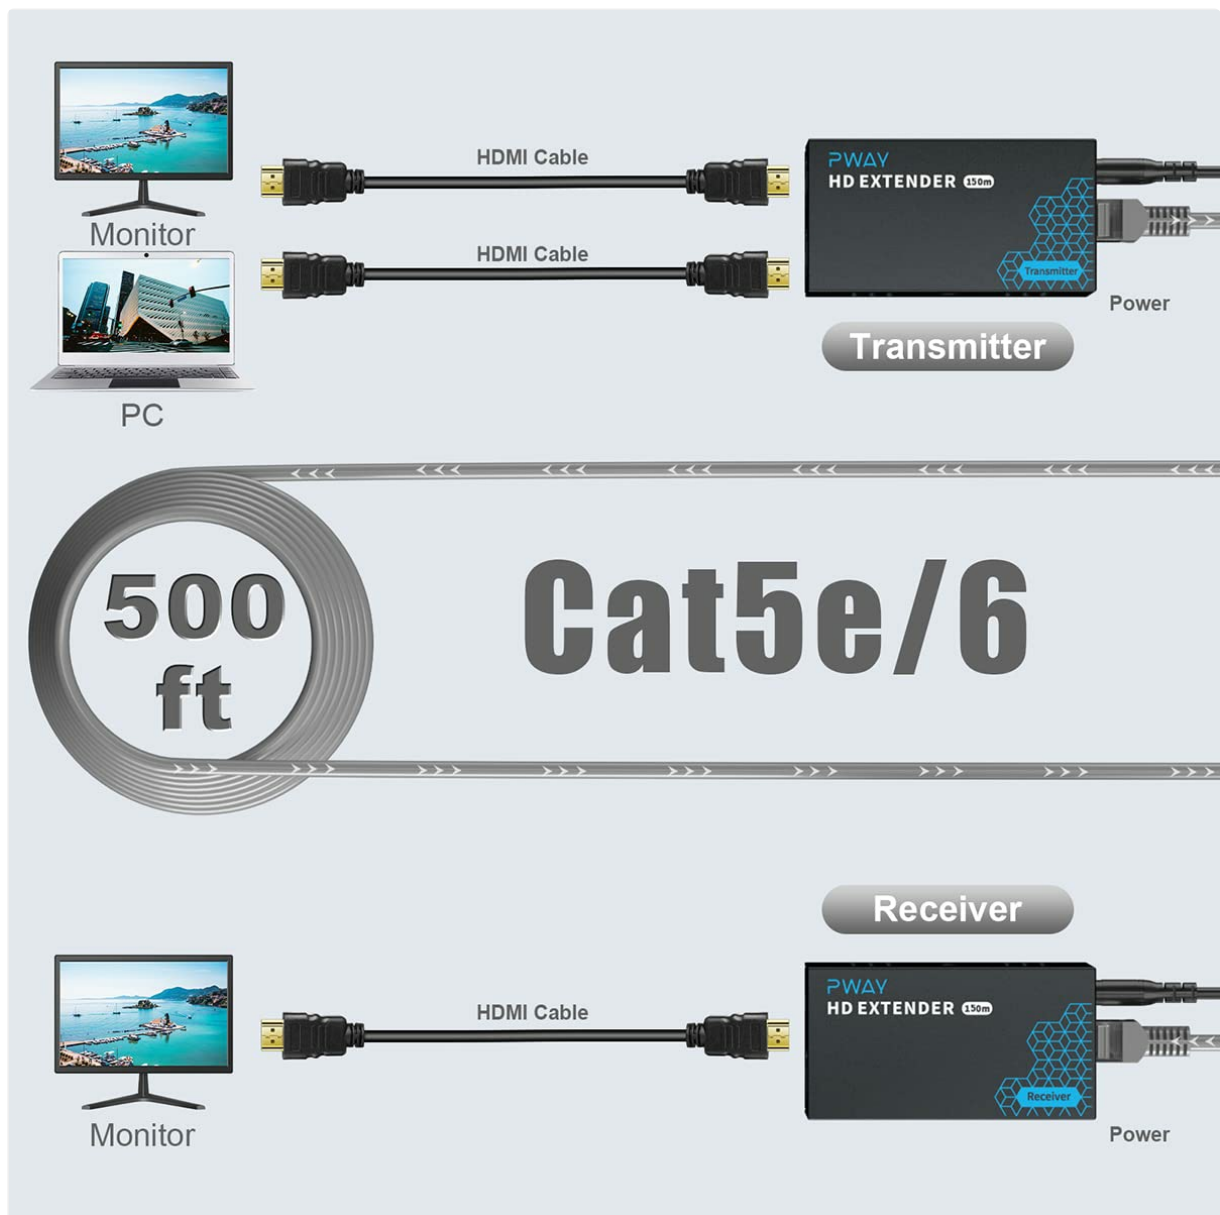 HDMI Cable
PWAY
HD EXTENDER 150m
Monitor
HDMI Cable
Transmitter
Power
Transmitter
PC
500
ft
Cat5e/6
Receiver
PWAY
HD EXTENDER 150m
HDMI Cable
Receiver
Monitor
Power